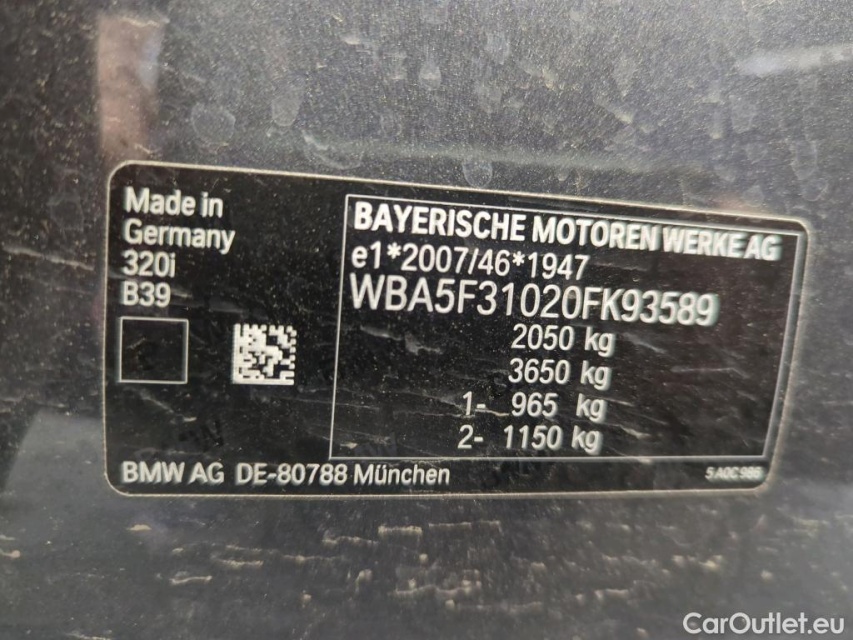 Made in
Germany
320i
B39
BAYERISCHE MOTOREN WERKE AG
e1*2007/46*1947
WBA5F31020FK93589
2050 kg
3650 kg
1- 965 kg
2- 1150 kg
BMW AG DE-80788 München
CarOutlet.eu